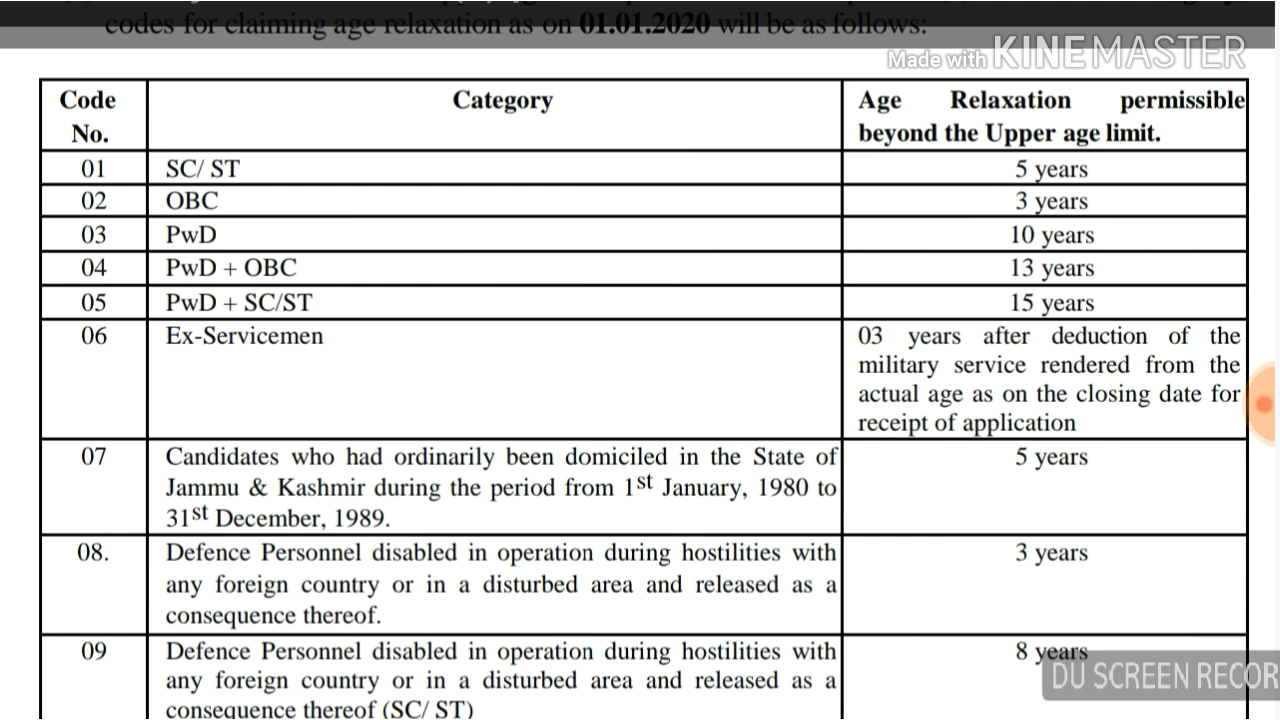 codes for claiming age relaxation as on 01.01.2020 will be as follows:
Made with KINEMASTER
Code No.
Category
Age Relaxation permissible
beyond the Upper age limit.
01 SC/ ST 5 years
02 OBC 3 years
03 PwD 10 years
04 PwD + OBC 13 years
05 PwD + SC/ST 15 years
06 Ex-Servicemen 03 years after deduction of the
military service rendered from the
actual age as on the closing date for
receipt of application
07 Candidates who had ordinarily been domiciled in the State of 5 years
Jammu & Kashmir during the period from 1st January, 1980 to
31st December, 1989.
08. Defence Personnel disabled in operation during hostilities with 3 years
any foreign country or in a disturbed area and released as a
consequence thereof.
09 Defence Personnel disabled in operation during hostilities with 8 years
any foreign country or in a disturbed area and released as a
consequence thereof (SC/ ST)
DU SCREEN RECOR